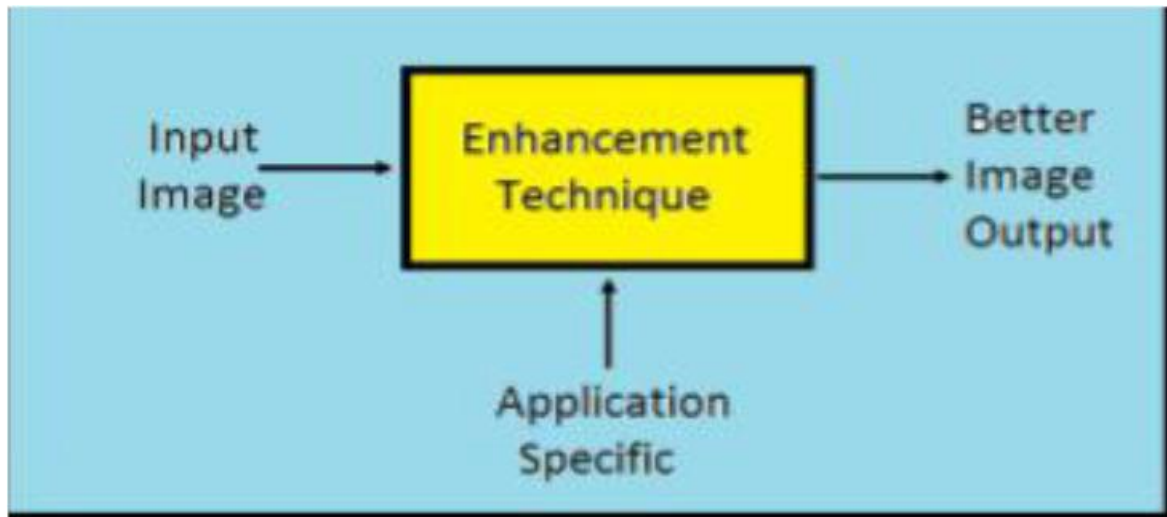 Input
Image
Enhancement
Technique
Better
Image
Output
Application
Specific